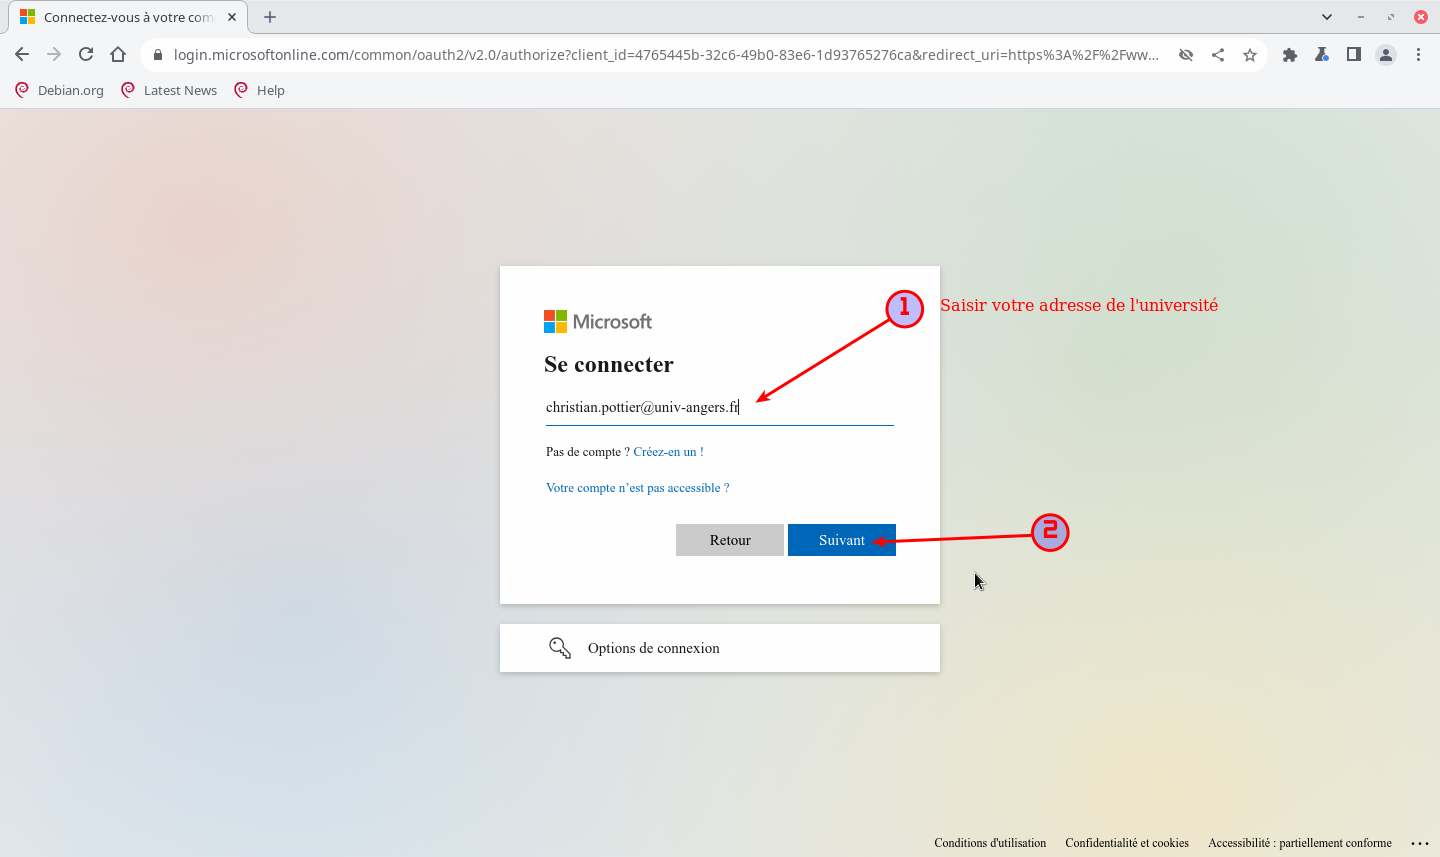 Connectez-vous à votre com
login.microsoftonline.com/common/oauth2/v2.0/authorize?client_id=4765445b-32c6-49b0-83e6-1d93765276ca&redirect_uri=https%3A%2F%2Fww...
Debian.org Latest News Help
1 Saisir votre adresse de l'université
Microsoft
Se connecter
christian.pottier@univ-angers.fr
Pas de compte ? Créez-en un !
Votre compte n’est pas accessible ?
Retour Suivant 2
Options de connexion
Conditions d'utilisation Confidentialité et cookies Accessibilité : partiellement conforme ...